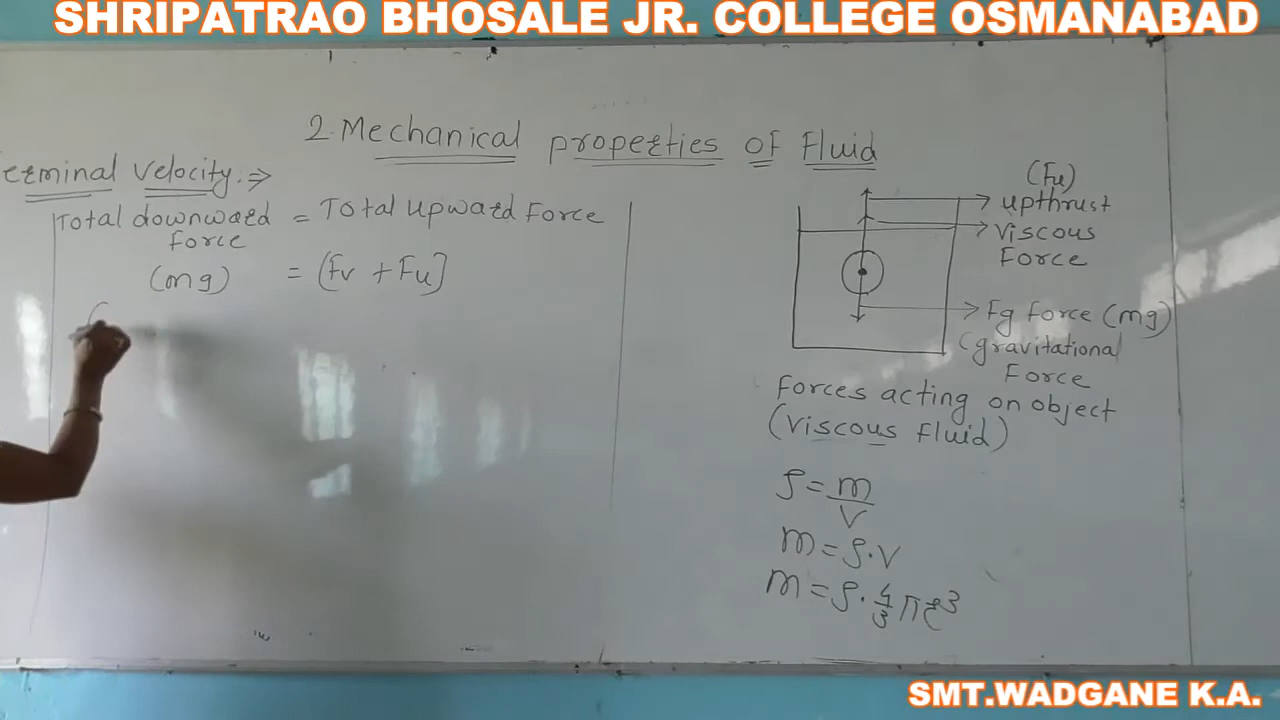 SHRIPATRAO BHOSALE JR. COLLEGE OSMANABAD
2. Mechanical properties of Fluid
erminal velocity. ⇒
Total downward = Total upward Force
Force
(mg) = (Fv + Fu]
(
(Fu)
→ upthrust
→ viscous
Force
→ Fg Force (mg)
(gravitational
Force
Forces acting on object
(viscous fluid)
ρ = m/V
m = ρ·V
m = ρ· 4/3 πr³
SMT.WADGANE K.A.